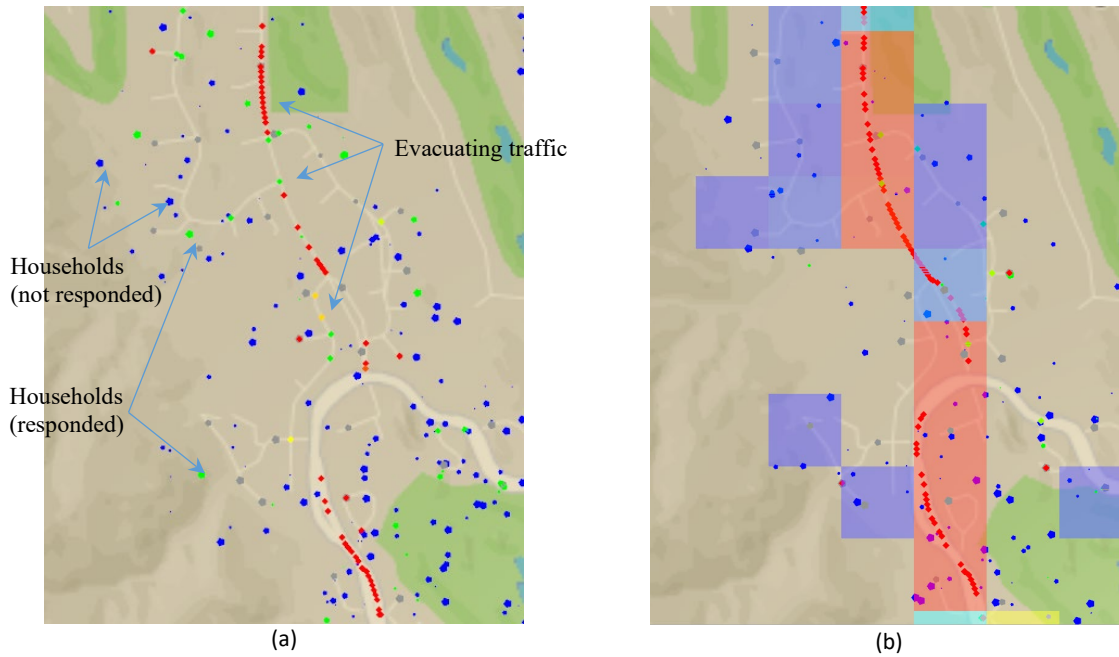 Evacuating traffic
Households
(not responded)
Households
(responded)
(a)
(b)